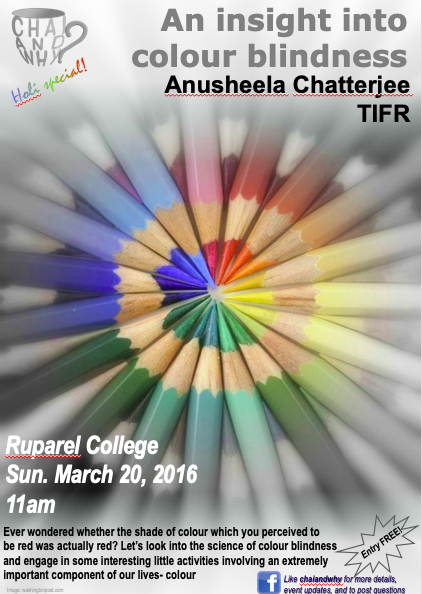 CHAI
AND
WHY?
Holi special!
An insight into
colour blindness
Anusheela Chatterjee
TIFR
Ruparel College
Sun. March 20, 2016
11am
Ever wondered whether the shade of colour which you perceived to
be red was actually red? Let's look into the science of colour blindness
and engage in some interesting little activities involving an extremely
important component of our lives- colour
Entry FREE!
f
Like chaiandwhy for more details,
event updates, and to post questions
Image: washingtonpost.com